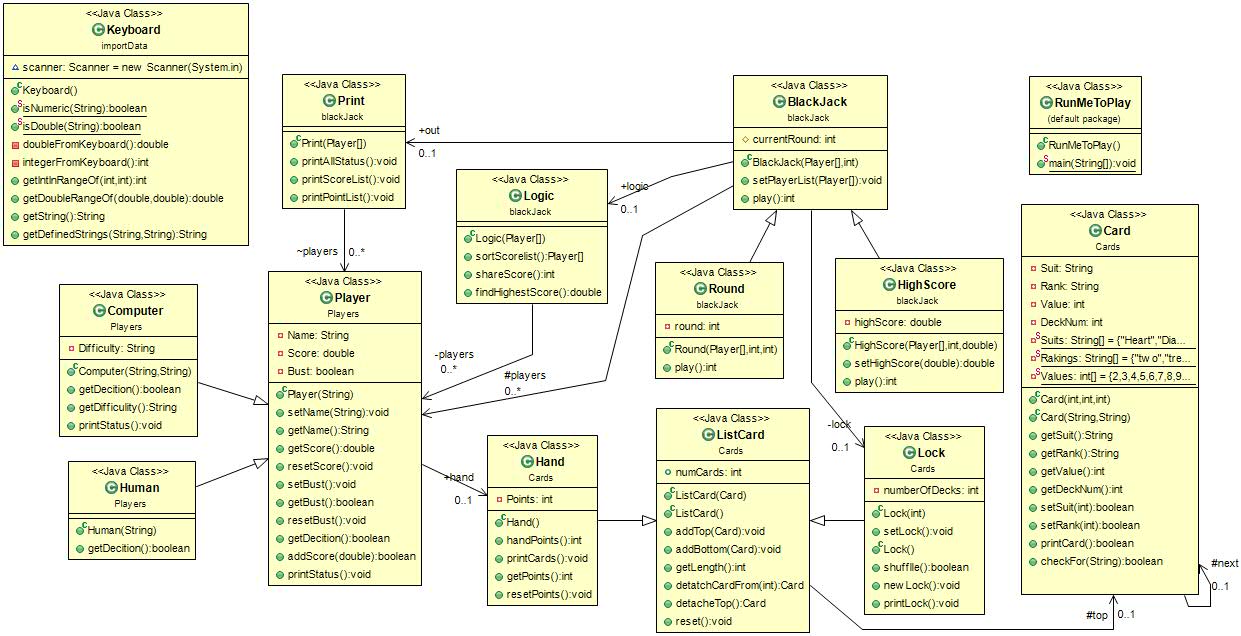 <<Java Class>>
Keyboard
importData
scanner: Scanner = new Scanner(System.in)
Keyboard()
isNumeric(String):boolean
isDouble(String):boolean
doubleFromKeyboard():double
integerFromKeyboard():int
getIntInRangeOf(int,int):int
getDoubleRangeOf(double,double):double
getString():String
getDefinedStrings(String,String):String
<<Java Class>>
Print
blackJack
Print(Player[])
printAllStatus():void
printScoreList():void
printPointList():void
+out
0..1
<<Java Class>>
BlackJack
blackJack
currentRound: int
BlackJack(Player[],int)
setPlayerList(Player[]):void
play():int
<<Java Class>>
RunMeToPlay
(default package)
RunMeToPlay()
main(String[]):void
<<Java Class>>
Logic
blackJack
Logic(Player[])
sortScorelist():Player[]
shareScore():int
findHighestScore():double
+logic
0..1
~players
0..*
<<Java Class>>
Card
Cards
Suit: String
Rank: String
Value: int
DeckNum: int
Suits: String[] = {"Heart","Dia...
Rakings: String[] = {"tw o","tre...
Values: int[] = {2,3,4,5,6,7,8,9...
Card(int,int,int)
Card(String,String)
getSuit():String
getRank():String
getValue():int
getDeckNum():int
setSuit(int):boolean
setRank(int):boolean
printCard():boolean
checkFor(String):boolean
<<Java Class>>
Computer
Players
Difficulty: String
Computer(String,String)
getDecition():boolean
getDifficulity():String
printStatus():void
<<Java Class>>
Player
Players
Name: String
Score: double
Bust: boolean
Player(String)
setName(String):void
getName():String
getScore():double
resetScore():void
setBust():void
getBust():boolean
resetBust():void
getDecition():boolean
addScore(double):boolean
printStatus():void
<<Java Class>>
Round
blackJack
round: int
Round(Player[],int,int)
play():int
<<Java Class>>
HighScore
blackJack
highScore: double
HighScore(Player[],int,double)
setHighScore(double):double
play():int
-players
0..*
#players
0..*
<<Java Class>>
Human
Players
Human(String)
getDecition():boolean
+hand
0..1
<<Java Class>>
Hand
Cards
Points: int
Hand()
handPoints():int
printCards():void
getPoints():int
resetPoints():void
<<Java Class>>
ListCard
Cards
numCards: int
ListCard(Card)
ListCard()
addTop(Card):void
addBottom(Card):void
getLength():int
detatchCardFrom(int):Card
detacheTop():Card
reset():void
-lock
0..1
<<Java Class>>
Lock
Cards
numberOfDecks: int
Lock(int)
setLock():void
Lock()
shuffle():boolean
new Lock():void
printLock():void
#next
0..1
#top
0..1